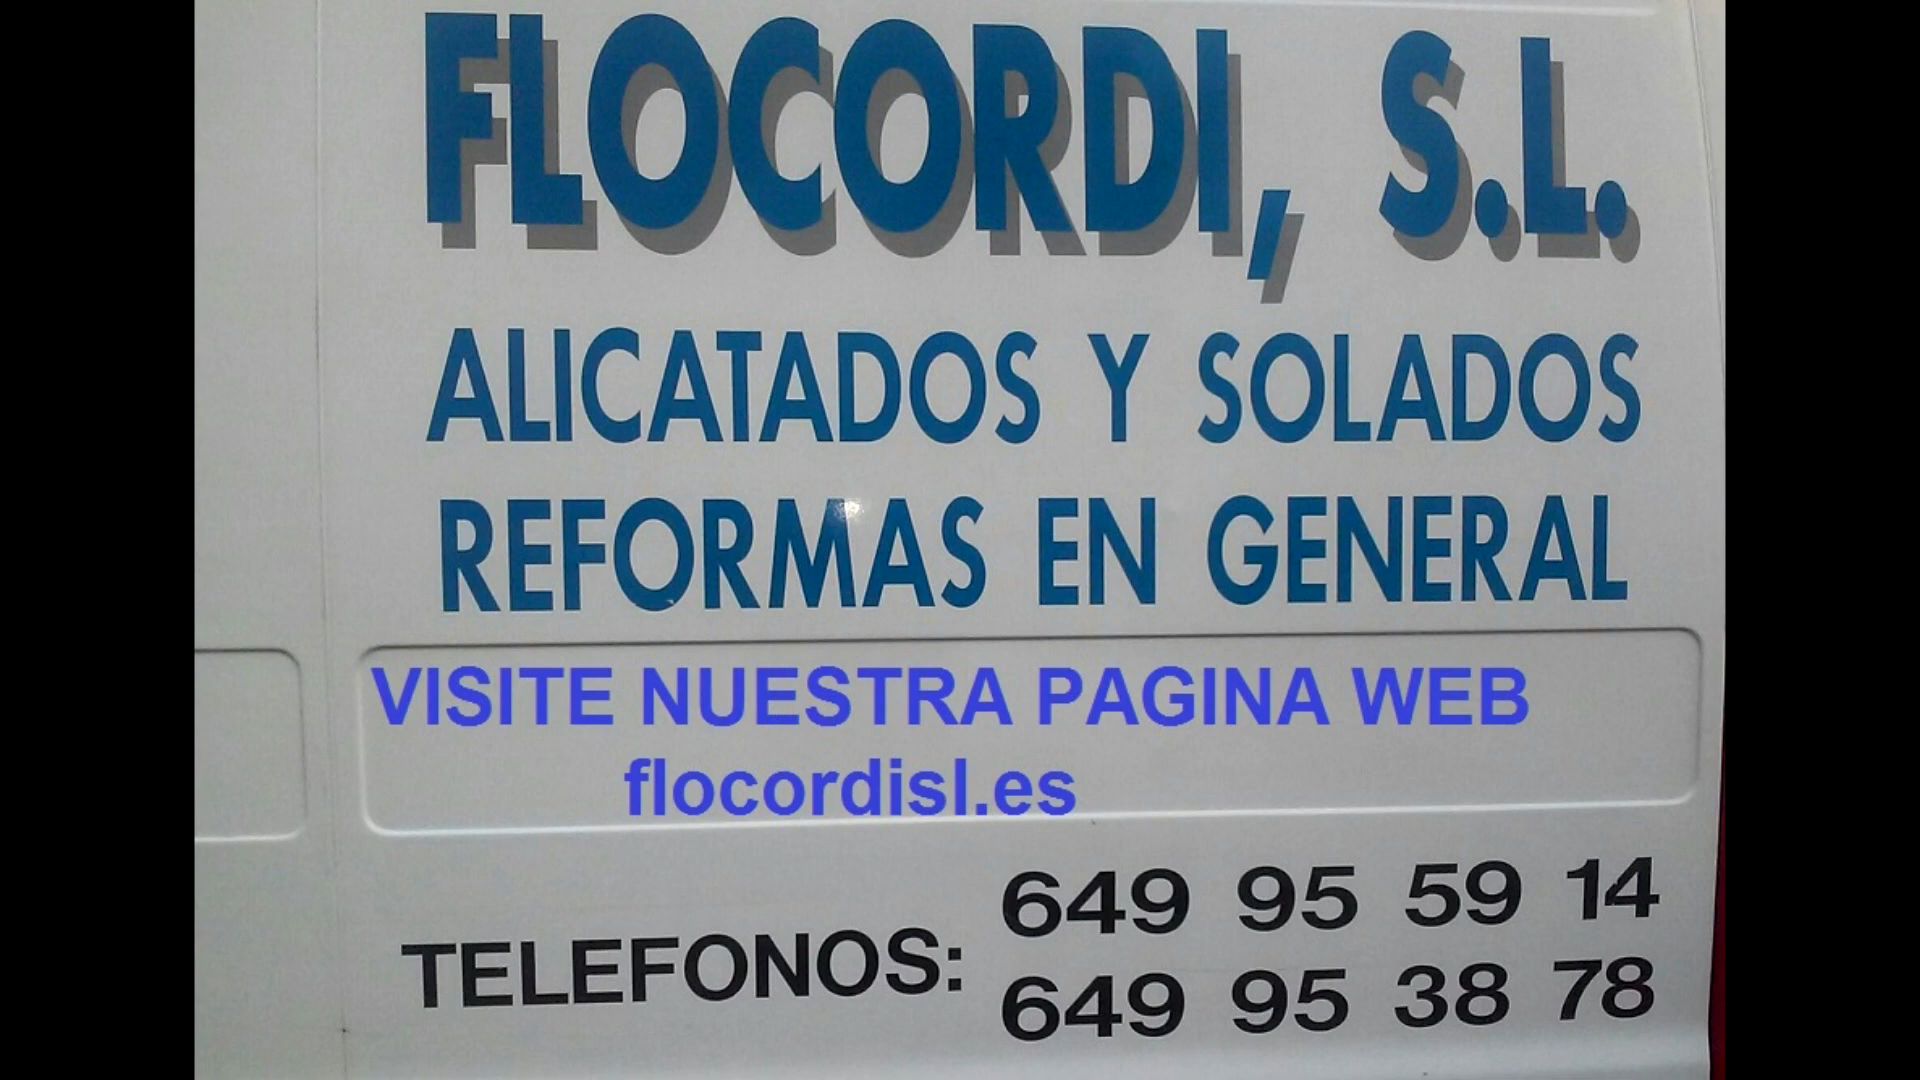 FLOCORDI, S.L.
ALICATADOS Y SOLADOS
REFORMAS EN GENERAL
VISITE NUESTRA PAGINA WEB
flocordisl.es
TELEFONOS:
649 95 59 14
649 95 38 78